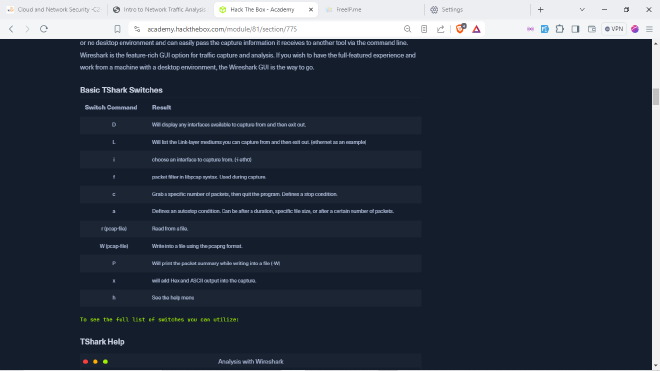 Cloud and Network Security -C2
Intro to Network Traffic Analysis
Hack The Box - Academy
FreelFime
Settings
academy.hackthebox.com/module/81/section/775
VPN
or no desktop environment and can easily pass the capture information it receives to another tool via the command line.
Wireshark is the feature-rich GUI option for traffic capture and analysis. If you wish to have the full-featured experience and
work from a machine with a desktop environment, the Wireshark GUI is the way to go.
Basic TShark Switches
Switch Command Result
D Will display any interfaces available to capture from and then exit out.
L Will list the Link-layer mediums you can capture from and then exit out. (ethernet as an example)
i choose an interface to capture from. (-i eth0)
f packet filter in libpcap syntax. Used during capture.
c Grab a specific number of packets, then quit the program. Defines a stop condition.
a Defines an autostop condition. Can be after a duration, specific file size, or after a certain number of packets.
r (pcap-file) Read from a file.
W (pcap-file) Write into a file using the pcapng format.
P Will print the packet summary while writing into a file (-W)
x will add Hex and ASCII output into the capture.
h See the help menu
To see the full list of switches you can utilize:
TShark Help
Analysis with Wireshark